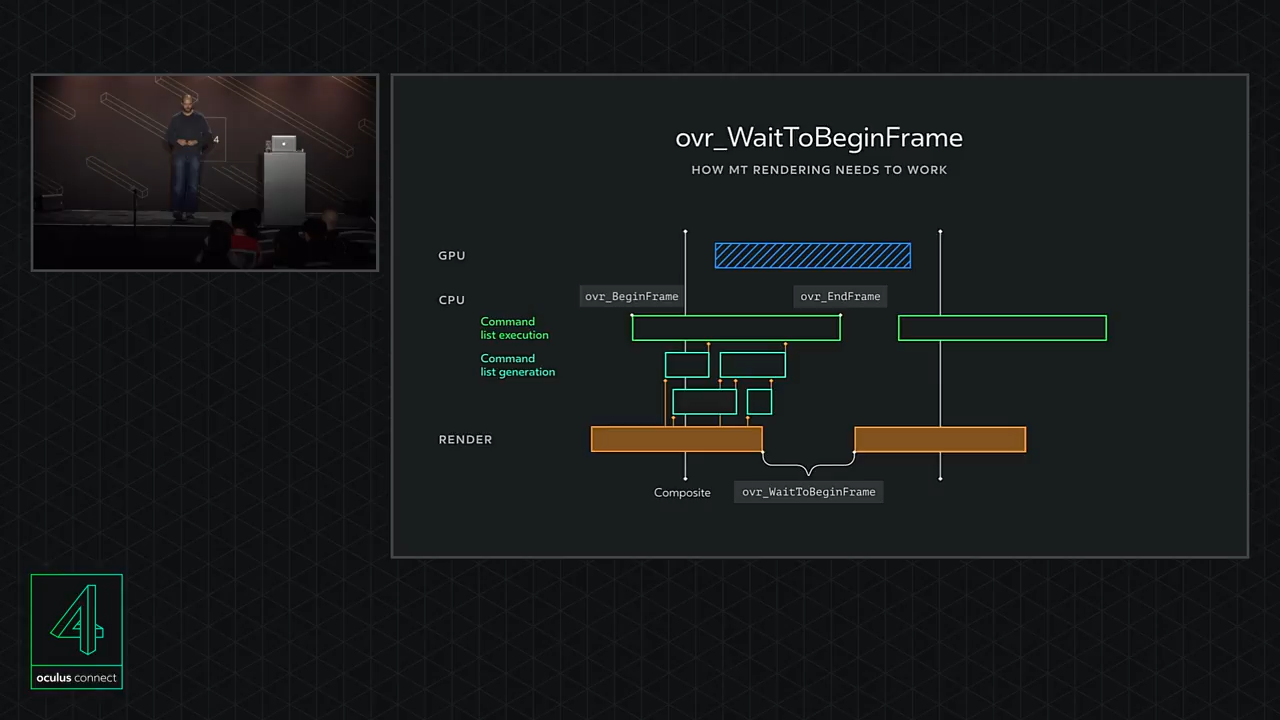 ovr_WaitToBeginFrame
HOW MT RENDERING NEEDS TO WORK
GPU
CPU
ovr_BeginFrame
ovr_EndFrame
Command
list execution
Command
list generation
RENDER
Composite
ovr_WaitToBeginFrame
4
4
oculus connect